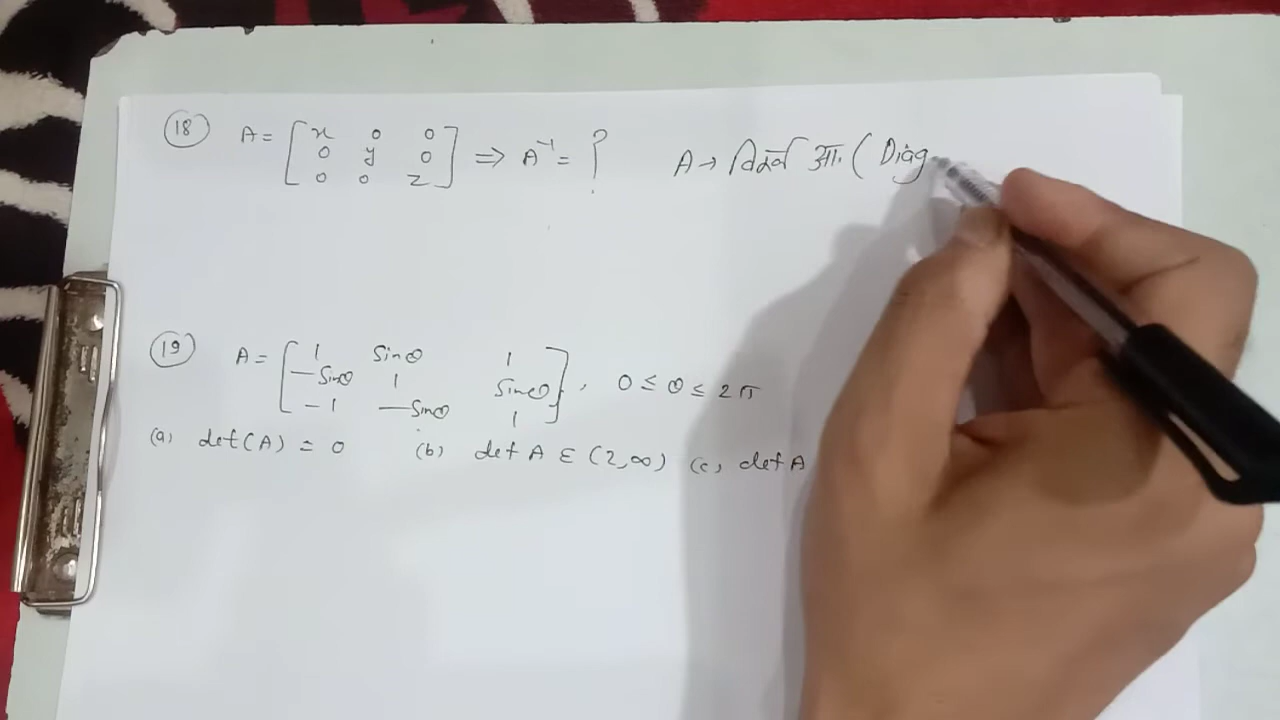 (18) A = [x 0 0 ⇒ A⁻¹ = ? A → विकर्ण आ. (Diag
0 y 0
0 0 z]
(19) A = [1 sinθ 1
-sinθ 1 sinθ , 0 ≤ θ ≤ 2π
-1 -sinθ 1]
(a) det(A) = 0 (b) det A ε (2,∞) (c) det A